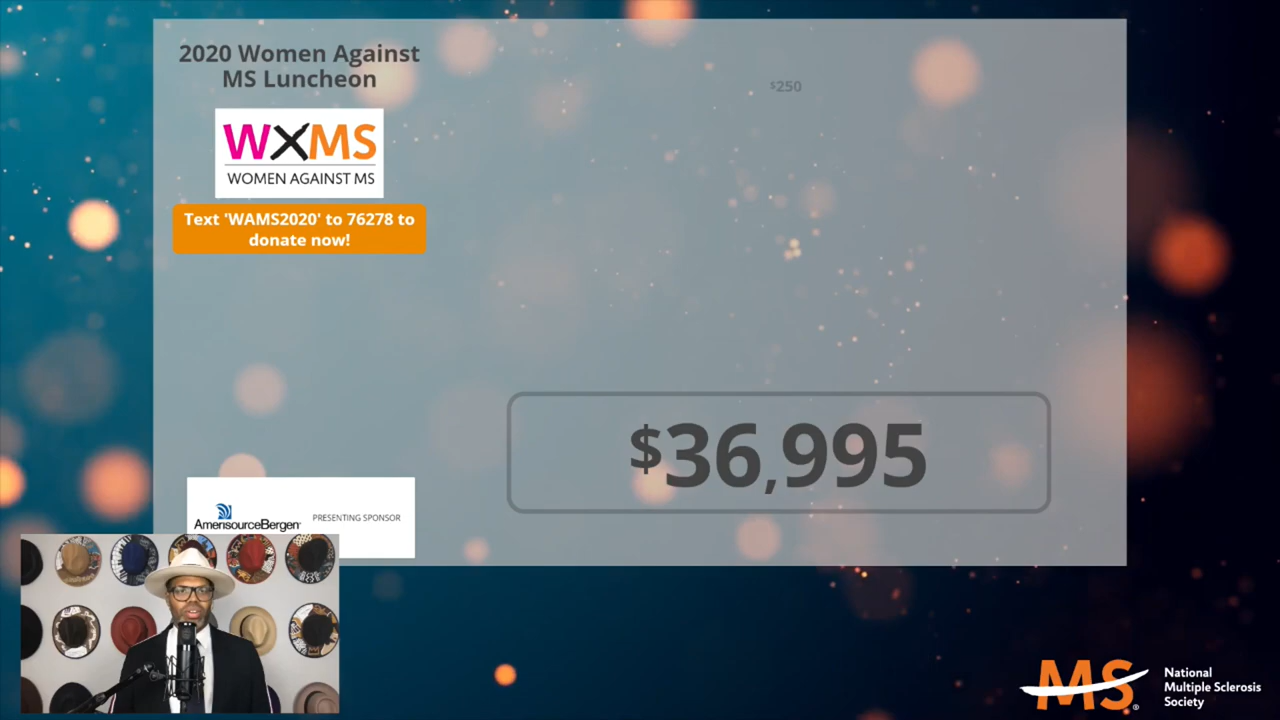 2020 Women Against
MS Luncheon
WXMS
WOMEN AGAINST MS
Text 'WAMS2020' to 76278 to
donate now!
$250
$36,995
AmerisourceBergen
PRESENTING SPONSOR
MS
National
Multiple Sclerosis
Society